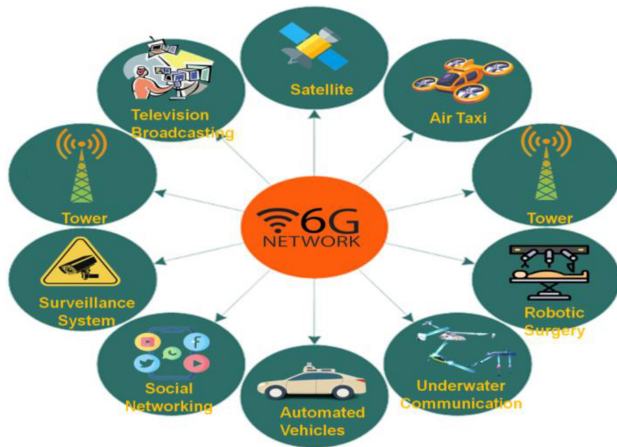 Satellite
Television
Broadcasting
Air Taxi
Tower
Tower
6G
NETWORK
Surveillance
System
Robotic
Surgery
Social
Networking
Automated
Vehicles
Underwater
Communication